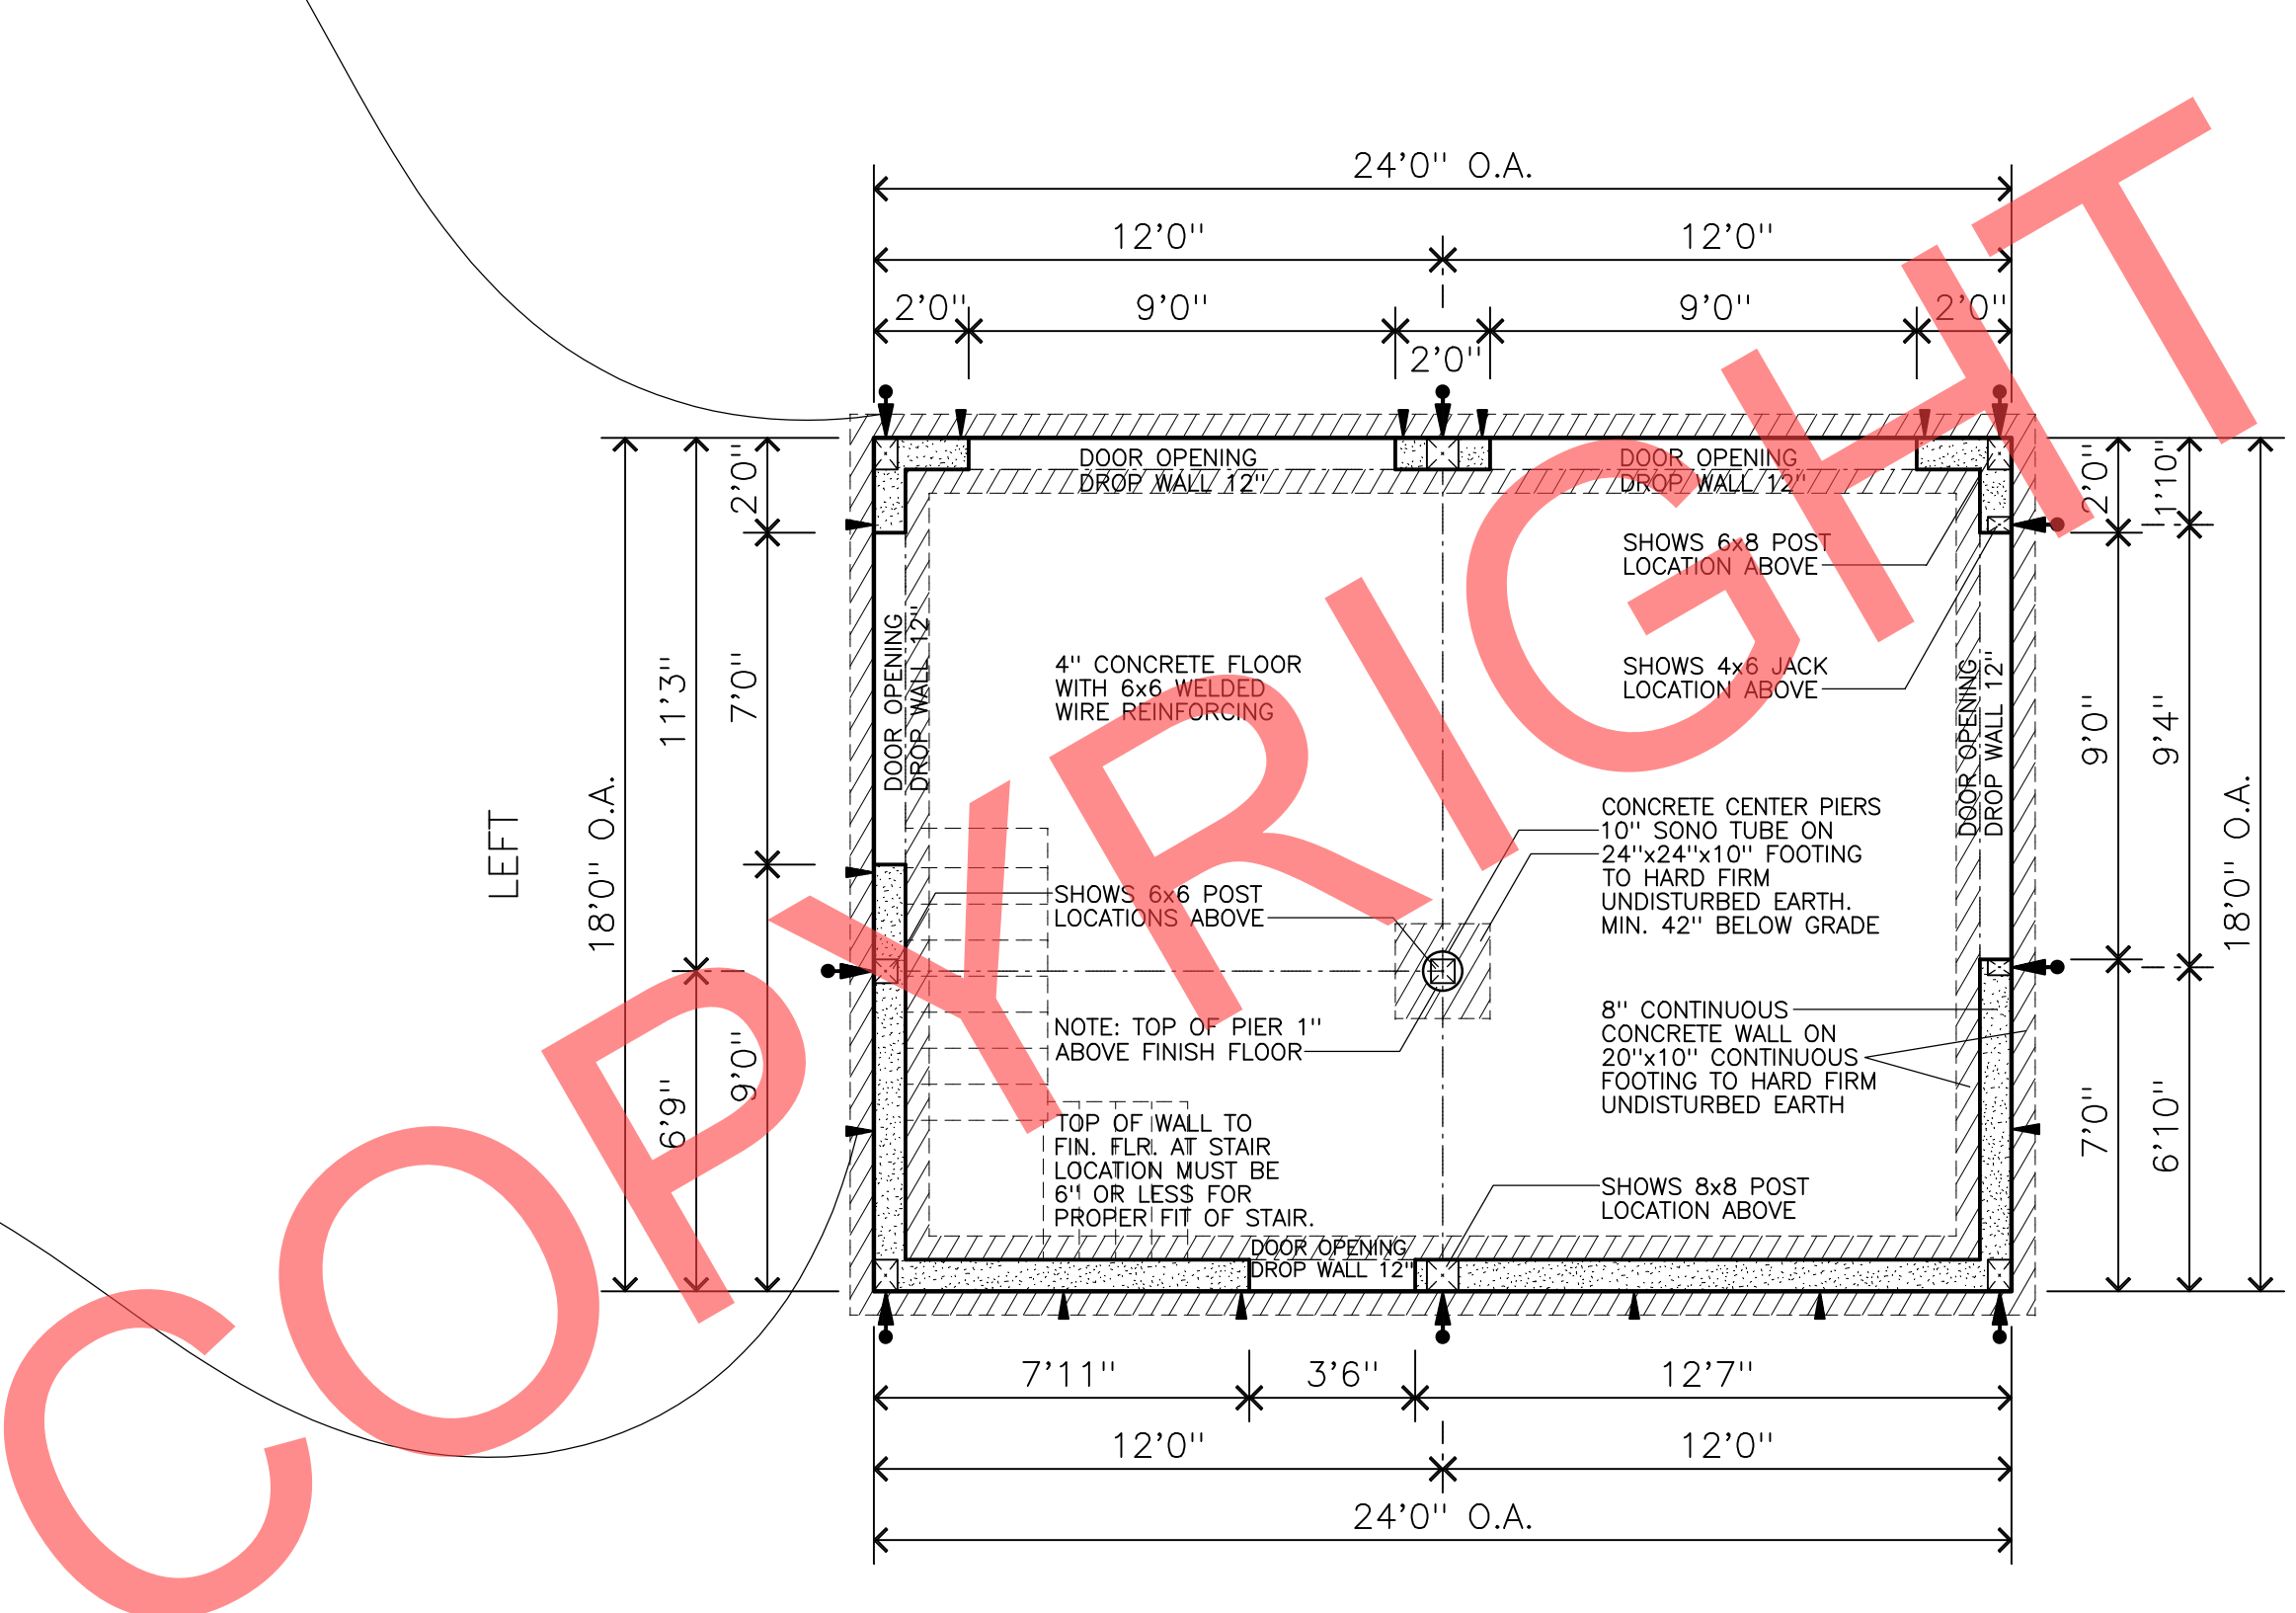 24'0" O.A.
12'0" 12'0"
2'0" 9'0" 9'0" 2'0"
2'0"
DOOR OPENING
DROP WALL 12"
DOOR OPENING
DROP WALL 12"
2'0"
7'0"
9'0"
11'3"
6'9"
18'0" O.A.
LEFT
DOOR OPENING
DROP WALL 12"
SHOWS 6x8 POST
LOCATION ABOVE
4" CONCRETE FLOOR
WITH 6x6 WELDED
WIRE REINFORCING
SHOWS 4x6 JACK
LOCATION ABOVE
DOOR OPENING
DROP WALL 12"
2'0"
9'0"
7'0"
1'10"
9'4"
6'10"
18'0" O.A.
CONCRETE CENTER PIERS
10" SONO TUBE ON
24"x24"x10" FOOTING
TO HARD FIRM
UNDISTURBED EARTH.
MIN. 42" BELOW GRADE
SHOWS 6x6 POST
LOCATIONS ABOVE
NOTE: TOP OF PIER 1"
ABOVE FINISH FLOOR
8" CONTINUOUS
CONCRETE WALL ON
20"x10" CONTINUOUS
FOOTING TO HARD FIRM
UNDISTURBED EARTH
TOP OF WALL TO
FIN. FLR. AT STAIR
LOCATION MUST BE
6" OR LESS FOR
PROPER FIT OF STAIR.
SHOWS 8x8 POST
LOCATION ABOVE
DOOR OPENING
DROP WALL 12"
7'11" 3'6" 12'7"
12'0" 12'0"
24'0" O.A.
COPYRIGHT